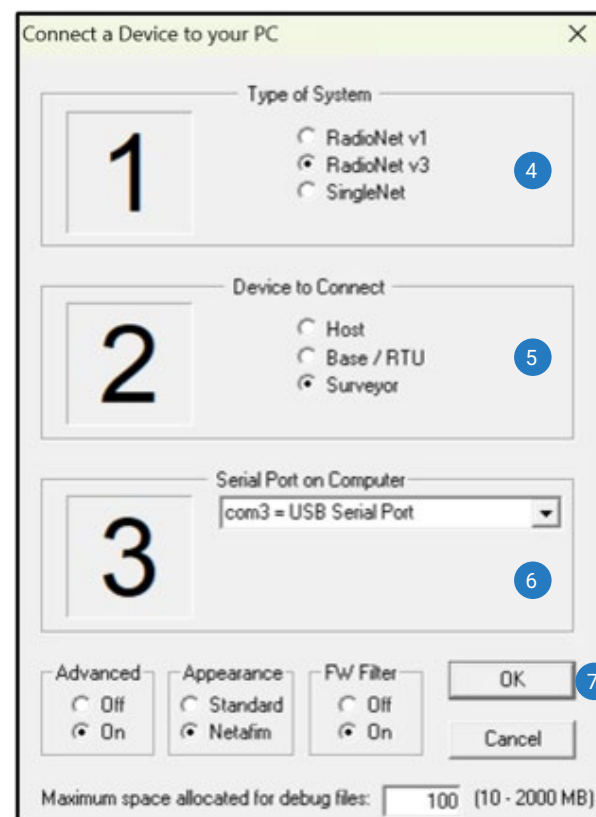 Connect a Device to your PC
Type of System
1
RadioNet v1
RadioNet v3
SingleNet
4
Device to Connect
2
Host
Base / RTU
Surveyor
5
Serial Port on Computer
3
com3 = USB Serial Port
6
Advanced
Off
On
Appearance
Standard
Netafim
FW Filter
Off
On
OK
7
Cancel
Maximum space allocated for debug files: 100 (10 - 2000 MB)